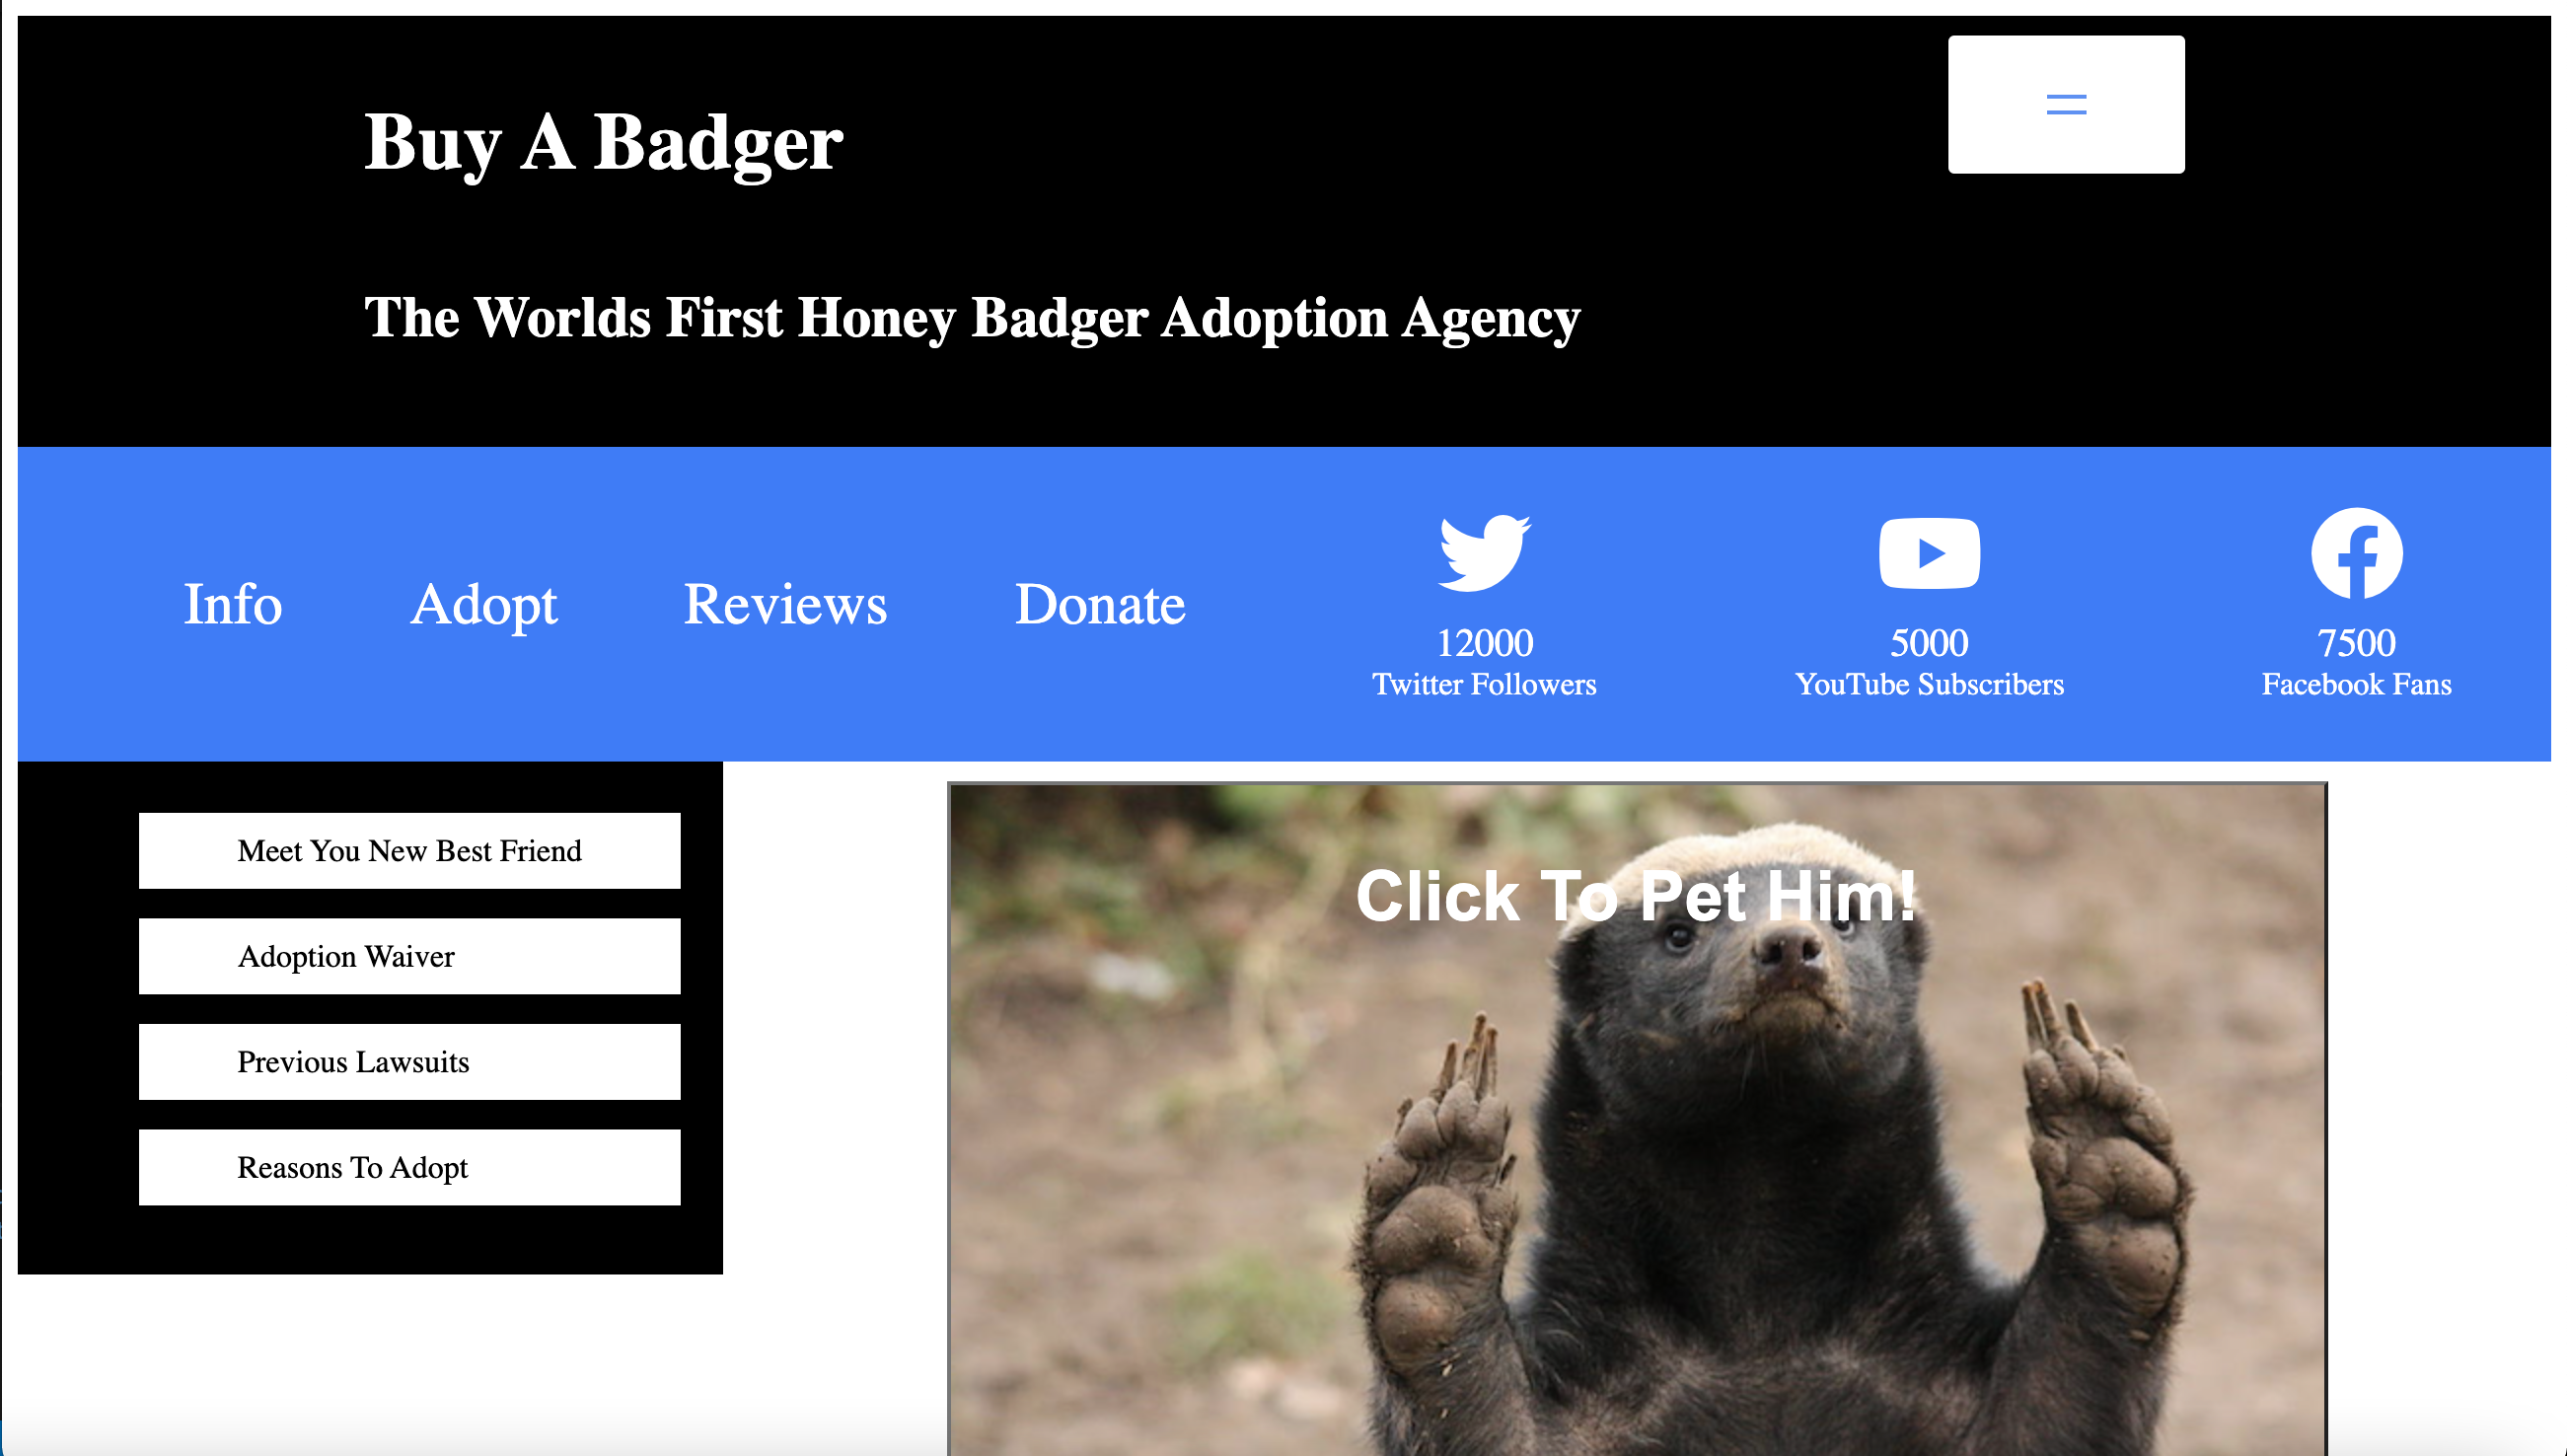 Buy A Badger
The Worlds First Honey Badger Adoption Agency
Info
Adopt
Reviews
Donate
12000
Twitter Followers
5000
YouTube Subscribers
7500
Facebook Fans
Meet You New Best Friend
Adoption Waiver
Previous Lawsuits
Reasons To Adopt
Click To Pet Him!